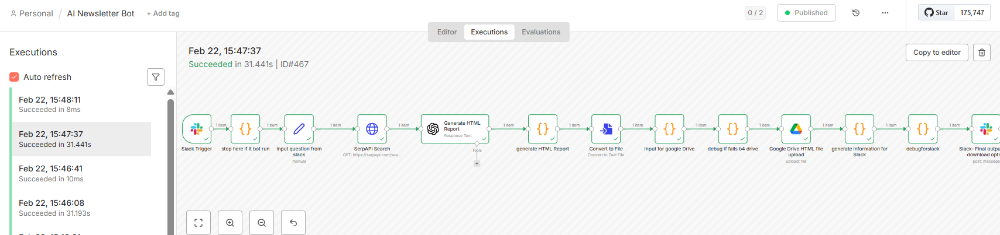 Personal / AI Newsletter Bot + Add tag
0 / 2 Published Star 175,747
Editor Executions Evaluations
Executions
Auto refresh
Feb 22, 15:48:11
Succeeded in 8ms
Feb 22, 15:47:37
Succeeded in 31.441s
Feb 22, 15:46:41
Succeeded in 10ms
Feb 22, 15:46:08
Succeeded in 31.193s
Feb 22, 15:47:37
Succeeded in 31.441s | ID#467
Copy to editor
Slack Trigger
1 item
stop here if it bot run
1 item
Input question from
slack
manual
1 item
SerpAPI Search
GET: https://serpapi.com/sea...
1 item
Generate HTML
Report
Response Text
Tools
1 item
generate HTML Report
1 item
Convert to File
Convert to Text File
1 item
Input for google Drive
1 item
debug if fails b4 drive
1 item
Google Drive HTML file
upload
upload: file
1 item
generate information for
Slack
1 item
debugforslack
1 item
Slack- Final outpu
download opti
post: message